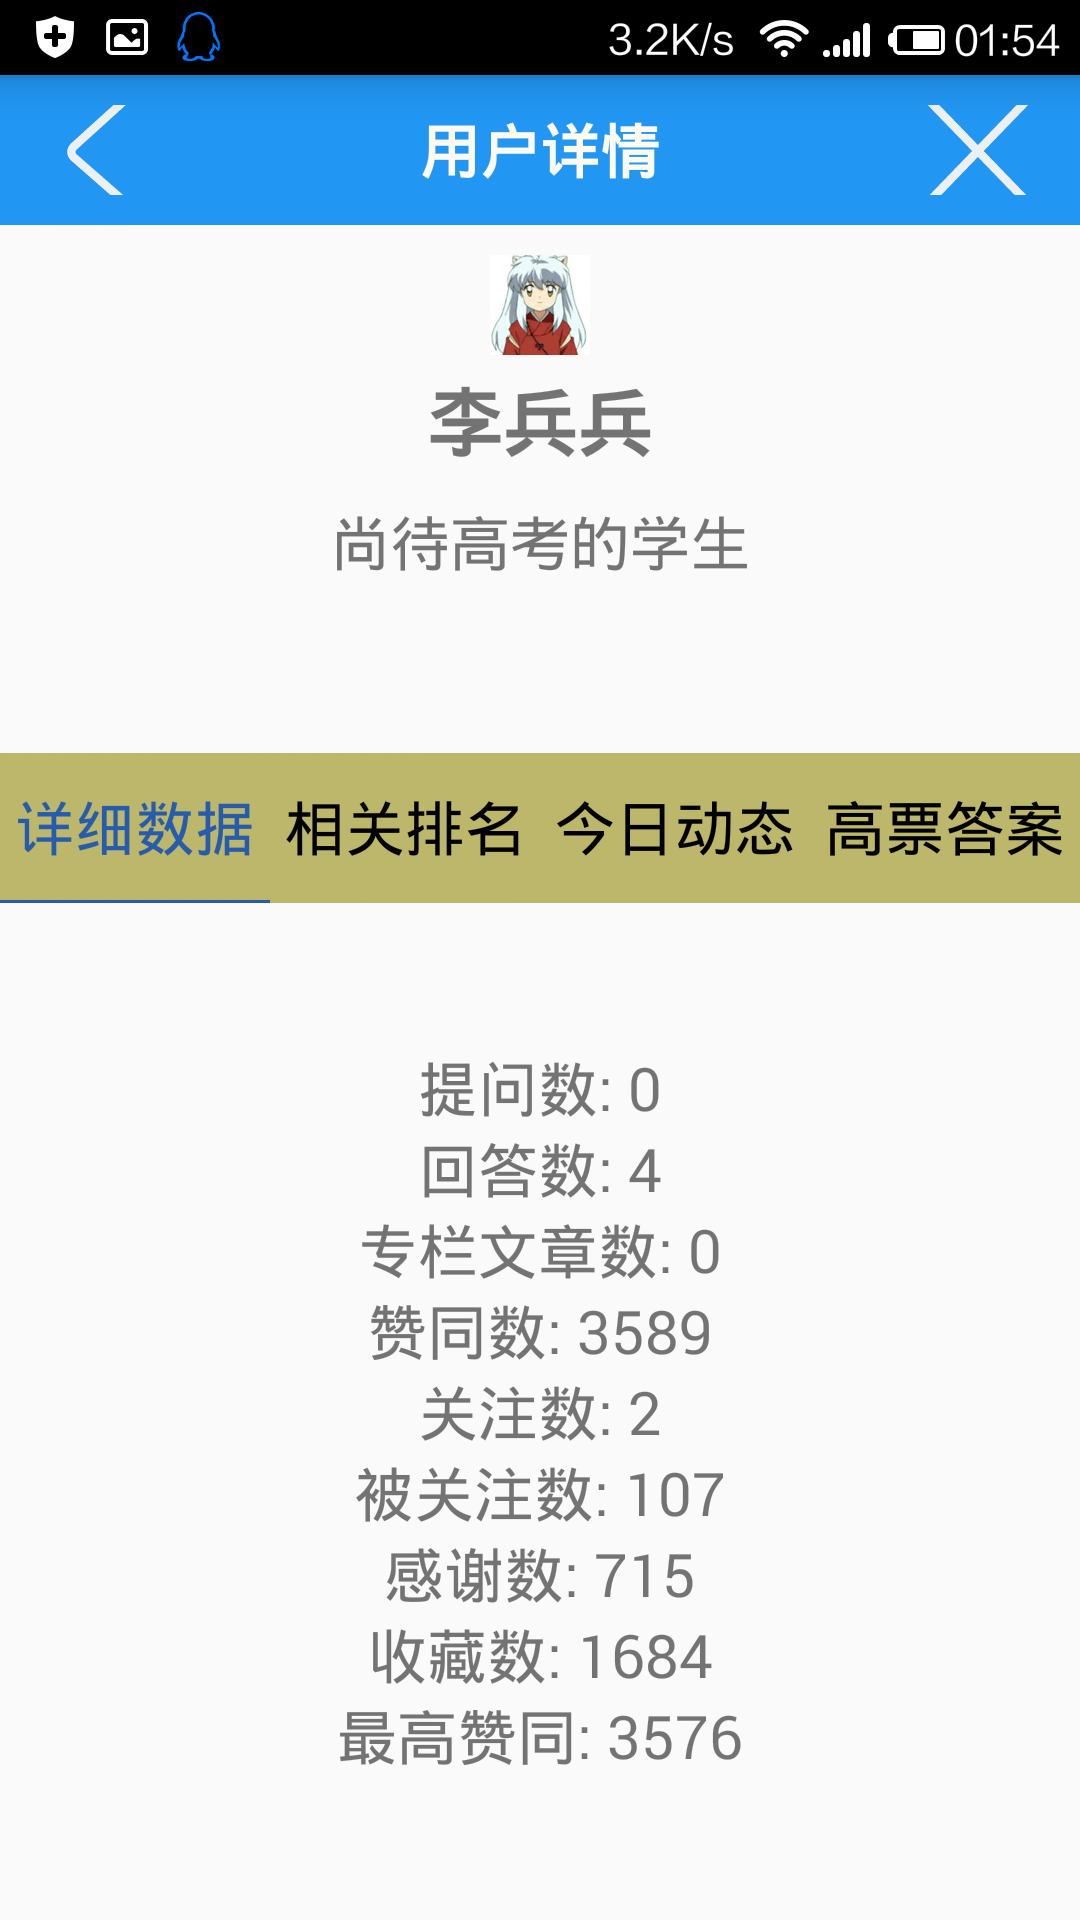 3.2K/s 01:54
用户详情
李兵兵
尚待高考的学生
详细数据 相关排名 今日动态 高票答案
提问数: 0
回答数: 4
专栏文章数: 0
赞同数: 3589
关注数: 2
被关注数: 107
感谢数: 715
收藏数: 1684
最高赞同: 3576